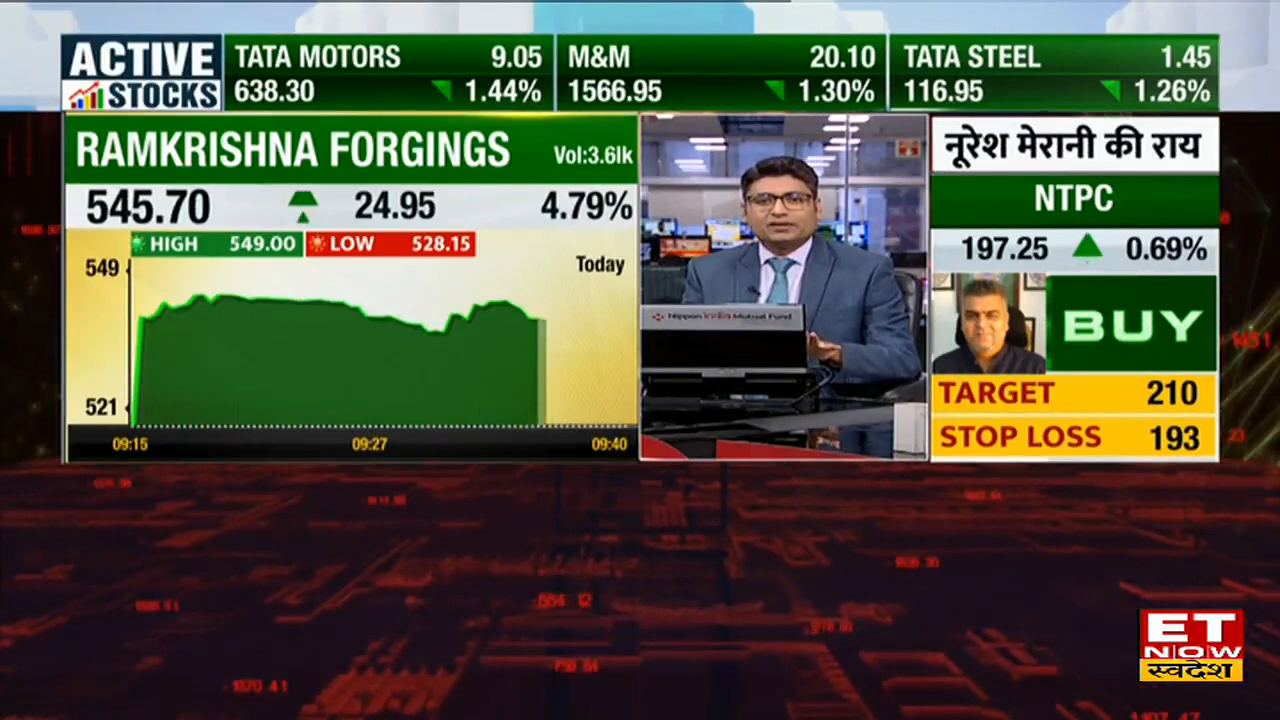 ACTIVE STOCKS
TATA MOTORS 9.05
638.30 1.44%
M&M 20.10
1566.95 1.30%
TATA STEEL 1.45
116.95 1.26%
RAMKRISHNA FORGINGS Vol:3.6lk
545.70 24.95 4.79%
HIGH 549.00 LOW 528.15
Today
549
521
09:15 09:27 09:40
Nippon india Mutual Fund
नूरेश मेरानी की राय
NTPC
197.25 0.69%
BUY
TARGET 210
STOP LOSS 193
ET
NOW
स्वदेश